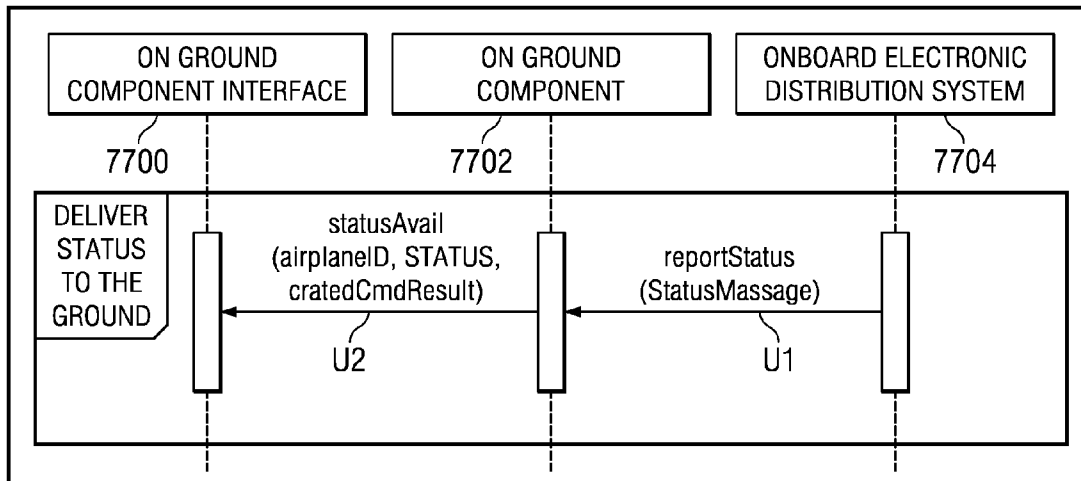 ON GROUND
COMPONENT INTERFACE
ON GROUND
COMPONENT
ONBOARD ELECTRONIC
DISTRIBUTION SYSTEM
7700
7702
7704
DELIVER
STATUS
TO THE
GROUND
statusAvail
(airplaneID, STATUS,
cratedCmdResult)
U2
reportStatus
(StatusMassage)
U1